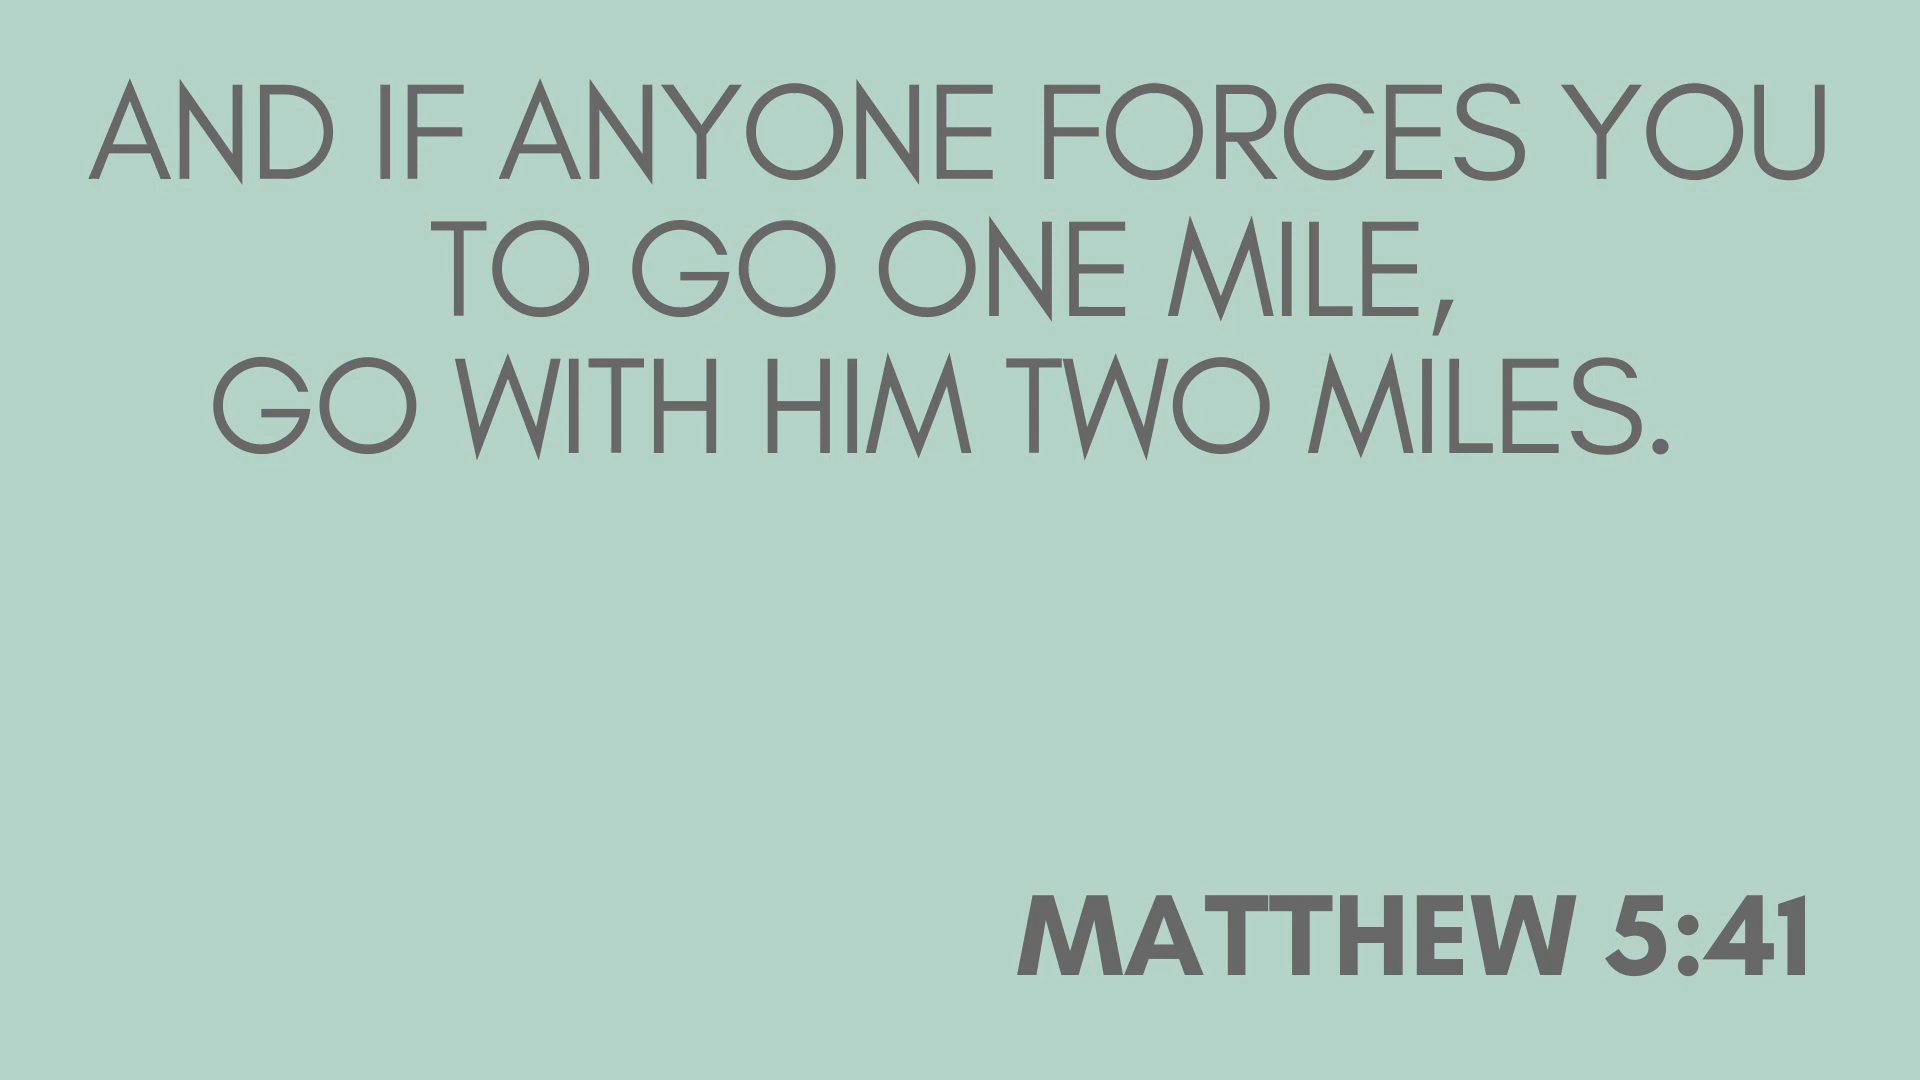 AND IF ANYONE FORCES YOU
TO GO ONE MILE,
GO WITH HIM TWO MILES.
MATTHEW 5:41